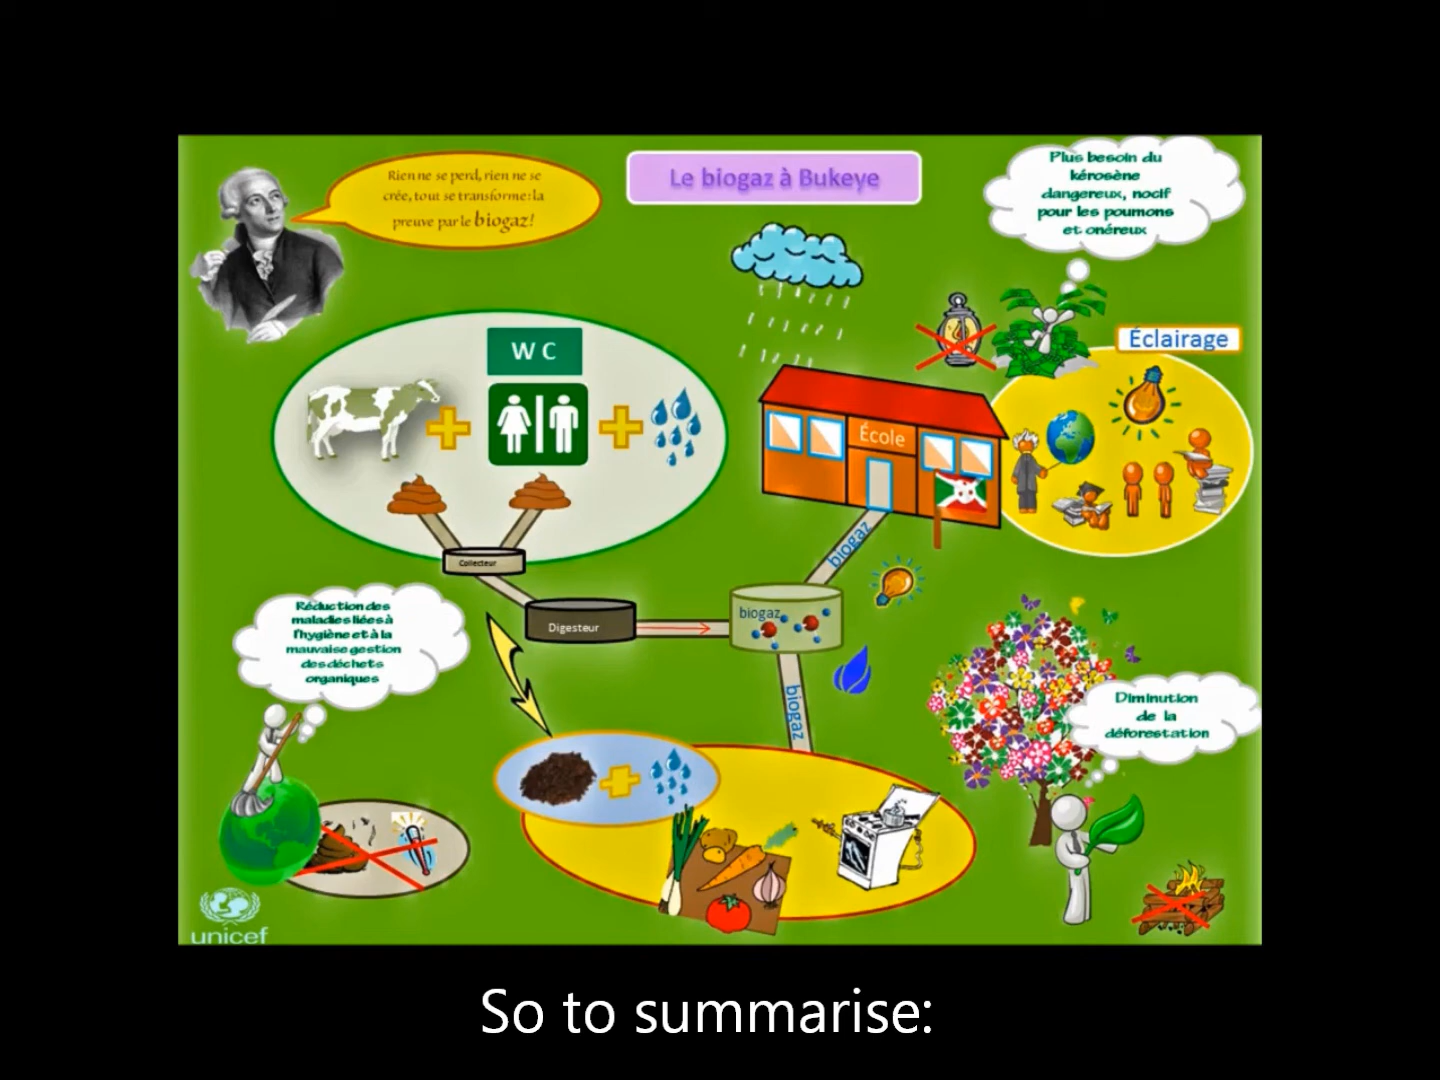 Rien ne se perd, rien ne se
crée, tout se transforme: la
preuve par le biogaz!
Le biogaz à Bukeye
Plus besoin du
kérosène
dangereux, nocif
pour les poumons
et onéreux
WC
Éclairage
École
Collecteur
biogaz
Réduction des
maladies liées à
l'hygiène et à la
mauvaise gestion
des déchets
organiques
Digesteur
biogaz
biogaz
Diminution
de la
déforestation
unicef
So to summarise: